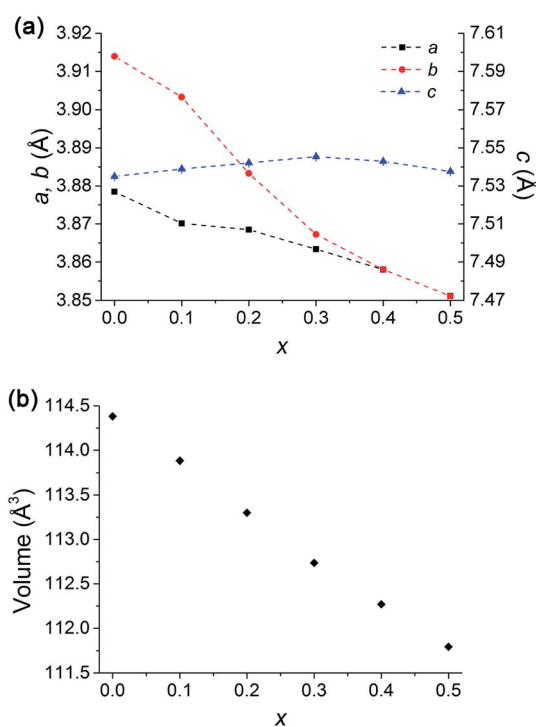 (a)
3.92
3.91
3.90
3.89
3.88
3.87
3.86
3.85
a, b (Å)
7.61
7.59
7.57
7.55
7.53
7.51
7.49
7.47
c (Å)
a
b
c
0.0 0.1 0.2 0.3 0.4 0.5
x
(b)
114.5
114.0
113.5
113.0
112.5
112.0
111.5
Volume (Å³)
0.0 0.1 0.2 0.3 0.4 0.5
x